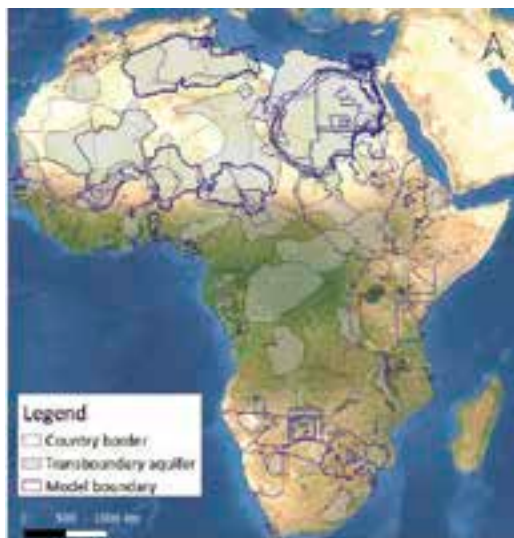 Legend
Country border
Transboundary aquifer
Model boundary
0 500 1000 km